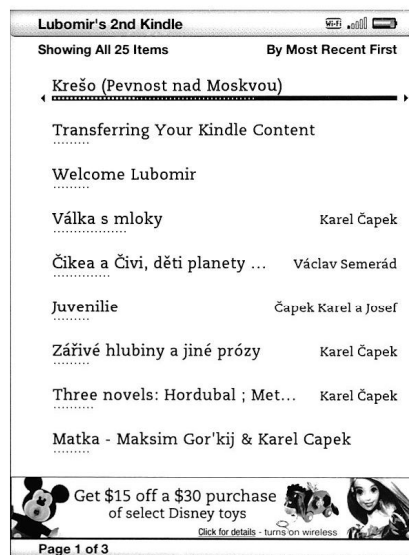 Lubomir's 2nd Kindle Wi-Fi
Showing All 25 Items By Most Recent First
Krešo (Pevnost nad Moskvou)
Transferring Your Kindle Content
Welcome Lubomir
Válka s mloky Karel Čapek
Čikea a Čivi, děti planety ... Václav Semerád
Juvenilie Čapek Karel a Josef
Zářivé hlubiny a jiné prózy Karel Čapek
Three novels: Hordubal ; Met... Karel Čapek
Matka - Maksim Gor'kij & Karel Capek
Get $15 off a $30 purchase
of select Disney toys
Click for details - turns on wireless
Page 1 of 3